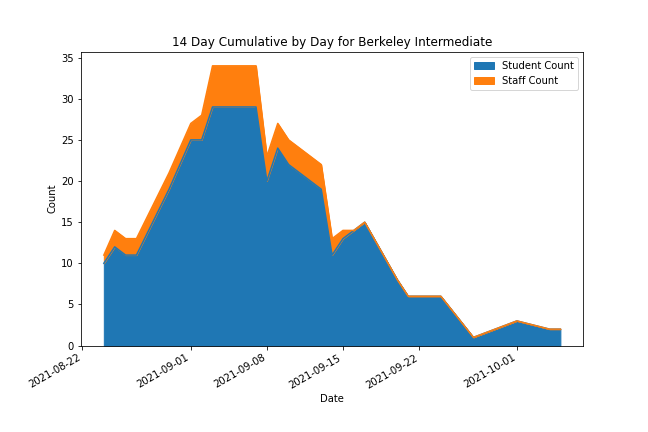 14 Day Cumulative by Day for Berkeley Intermediate
Student Count
Staff Count
Count
35
30
25
20
15
10
5
0
2021-08-22
2021-09-01
2021-09-08
2021-09-15
2021-09-22
2021-10-01
Date